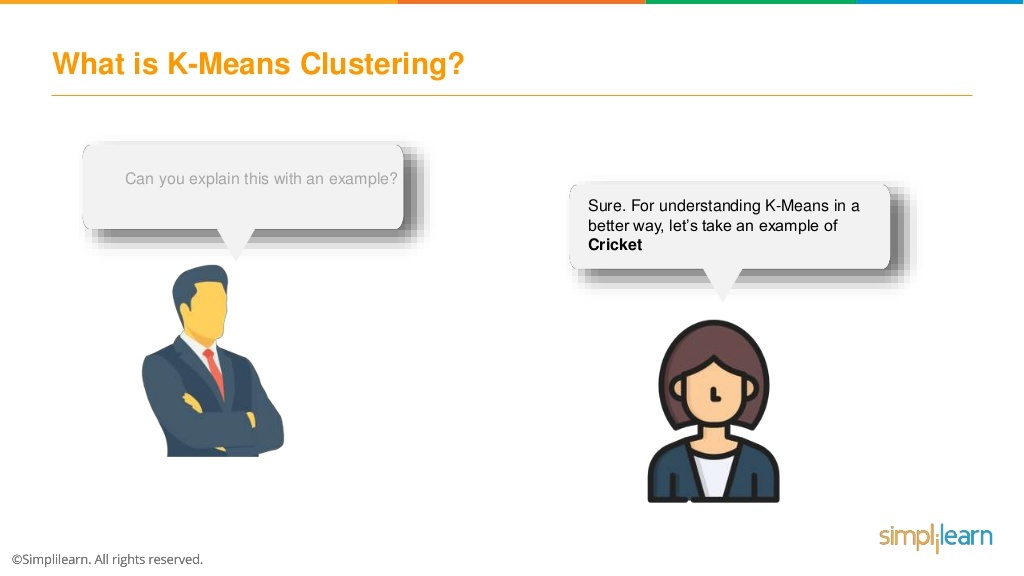 What is K-Means Clustering?
Can you explain this with an example?
Sure. For understanding K-Means in a
better way, let's take an example of
Cricket
simplilearn
©Simplilearn. All rights reserved.